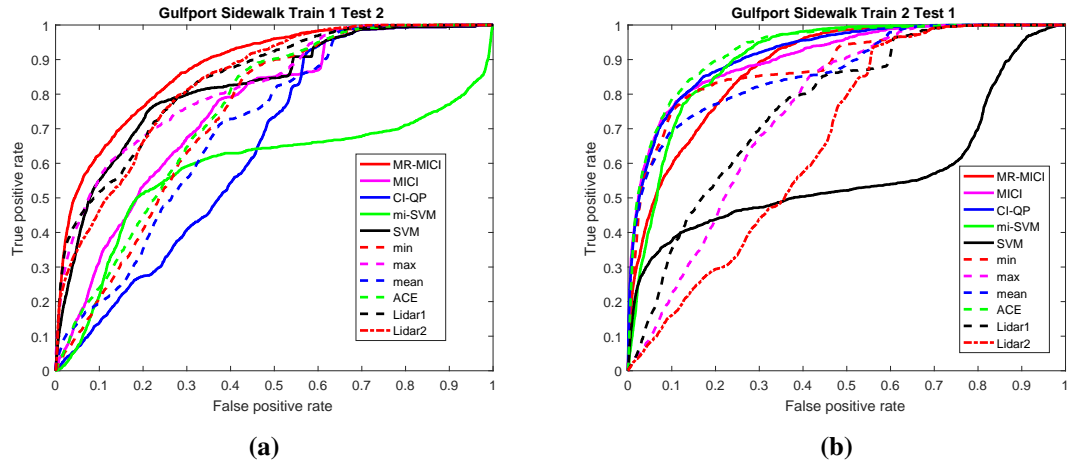 Gulfport Sidewalk Train 1 Test 2
1
0.9
0.8
0.7
0.6
0.5
0.4
0.3
0.2
0.1
0
True positive rate
MR-MICI
MICI
CI-QP
mi-SVM
SVM
min
max
mean
ACE
Lidar1
Lidar2
0 0.1 0.2 0.3 0.4 0.5 0.6 0.7 0.8 0.9 1
False positive rate
(a)
Gulfport Sidewalk Train 2 Test 1
1
0.9
0.8
0.7
0.6
0.5
0.4
0.3
0.2
0.1
0
True positive rate
MR-MICI
MICI
CI-QP
mi-SVM
SVM
min
max
mean
ACE
Lidar1
Lidar2
0 0.1 0.2 0.3 0.4 0.5 0.6 0.7 0.8 0.9 1
False positive rate
(b)